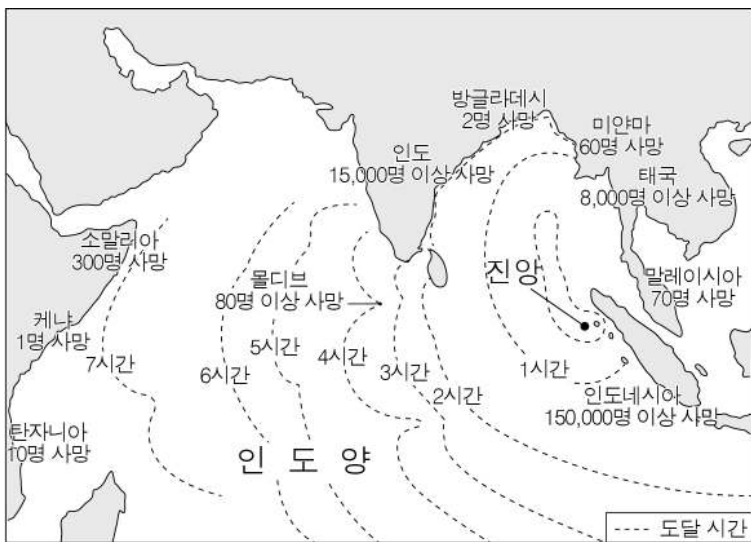 방글라데시
2명 사망
미얀마
60명 사망
인도
15,000명 이상 사망
태국
8,000명 이상 사망
소말리아
300명 사망
몰디브
80명 이상 사망
진앙
말레이시아
70명 사망
케냐
1명 사망
7시간
6시간
5시간
4시간
3시간
2시간
1시간
인도네시아
150,000명 이상 사망
탄자니아
10명 사망
인 도 양
도달 시간